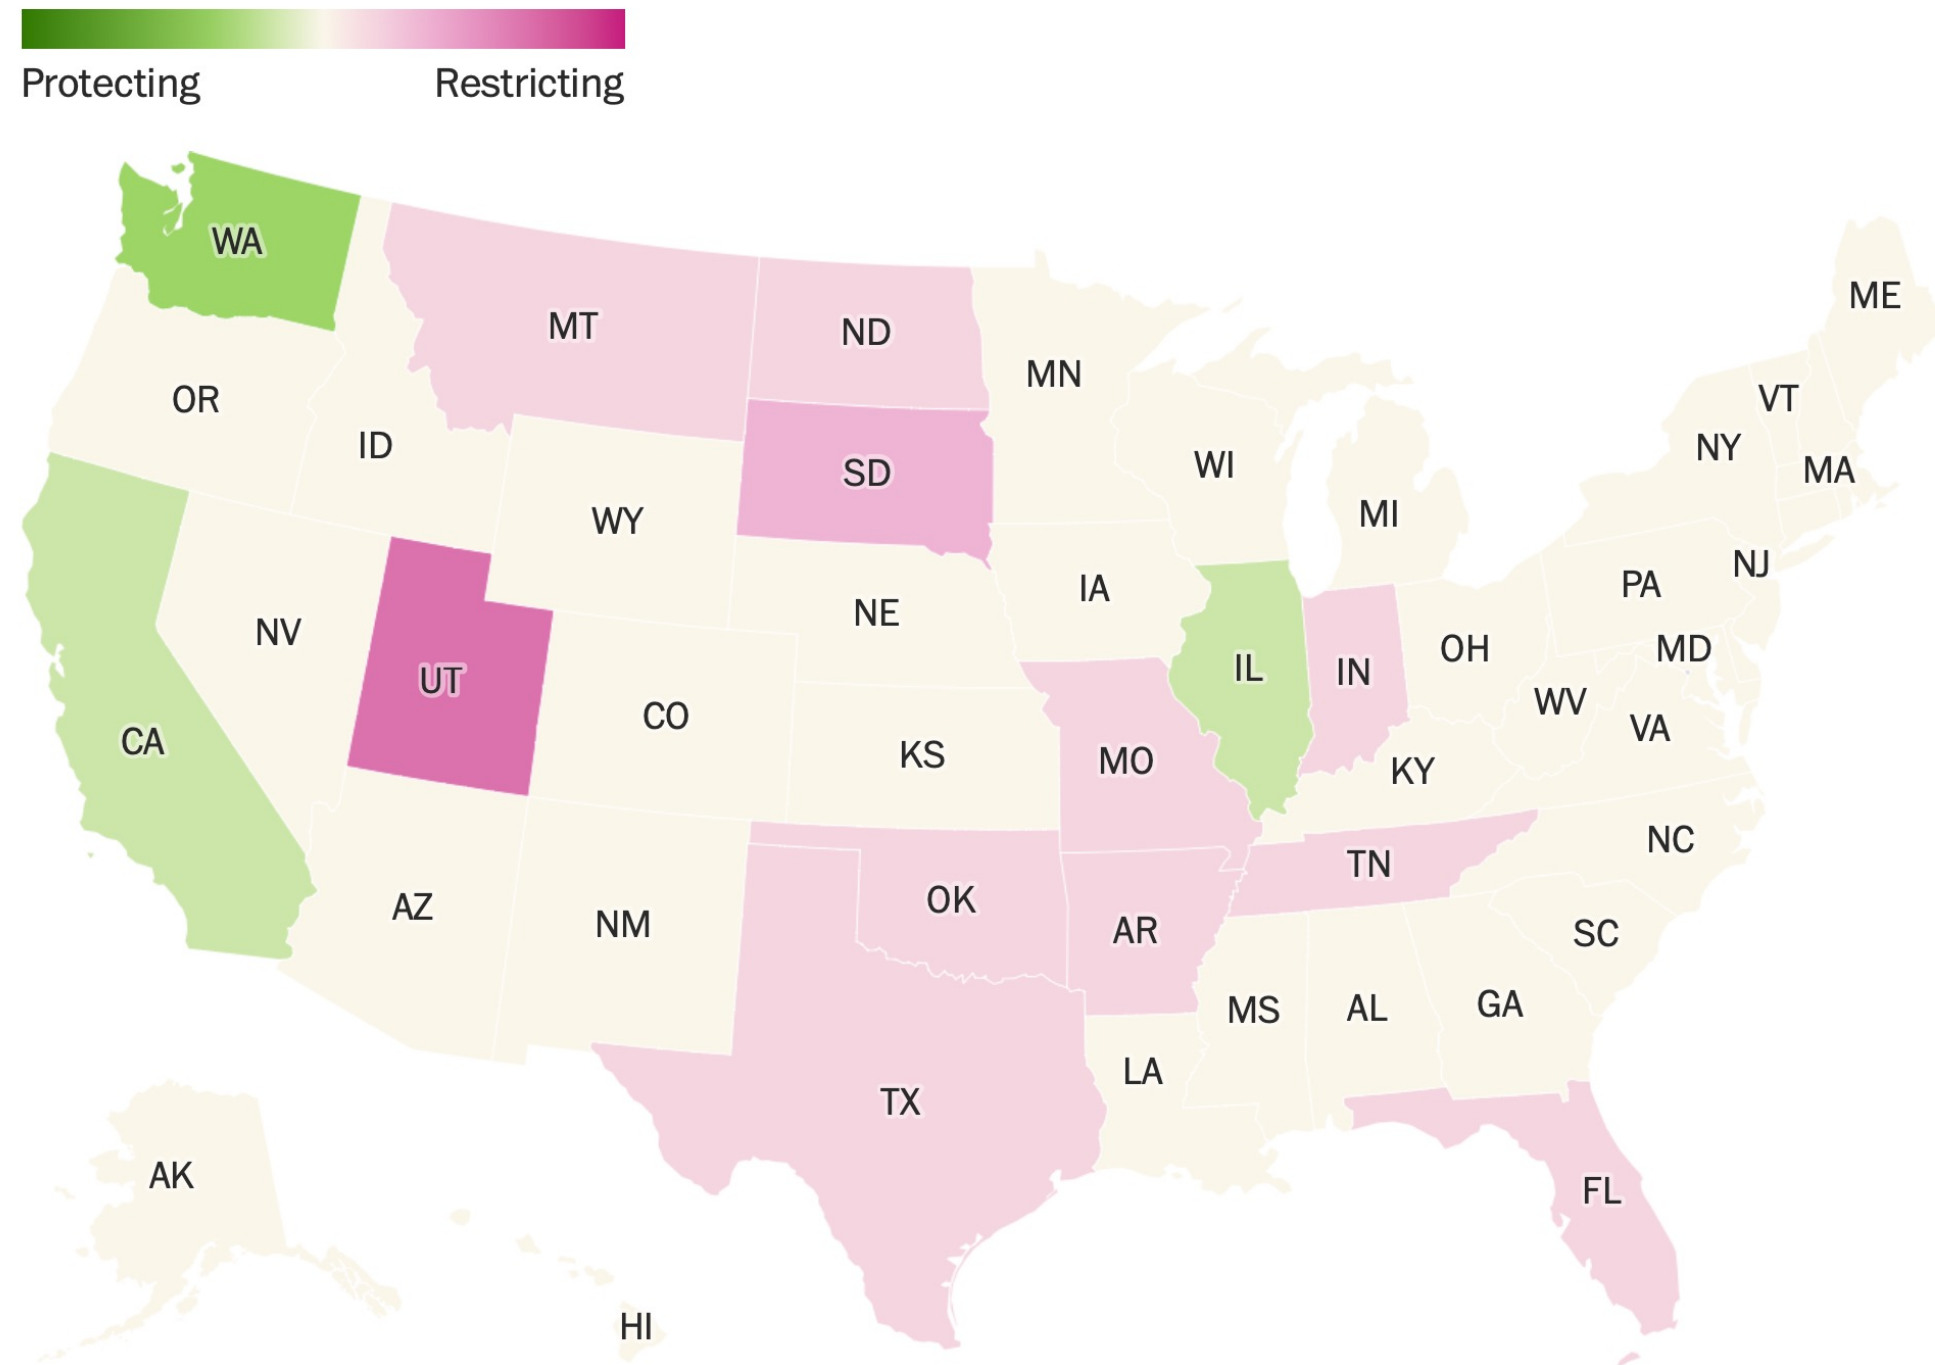 Protecting Restricting
WA
MT
ND
ME
MN
OR
VT
ID
NY
WI
MA
SD
MI
WY
NJ
PA
IA
NE
NV
OH
MD
IL
IN
UT
WV
CO
VA
CA
KS
MO
KY
NC
TN
OK
AZ
NM
AR
SC
MS
AL
GA
LA
TX
AK
FL
HI